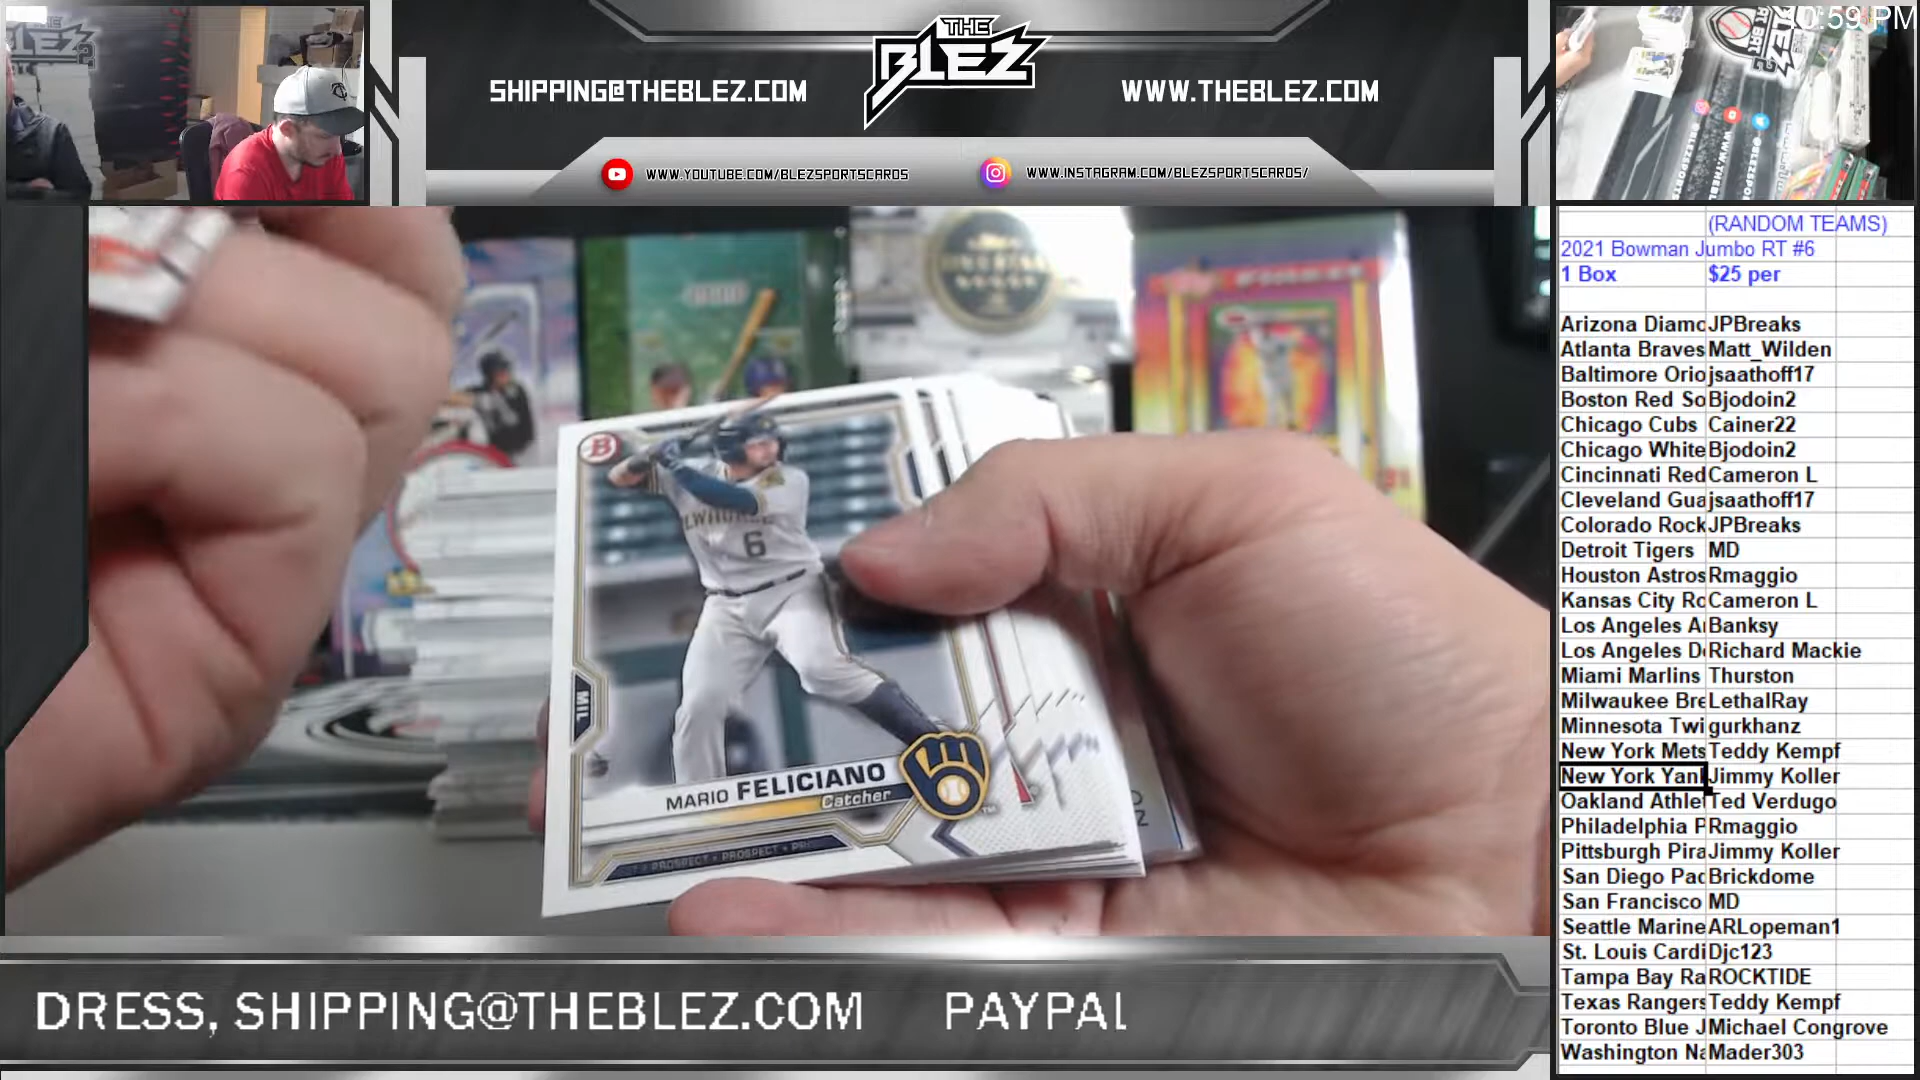 THE
BLEZ
SHIPPING@THEBLEZ.COM
WWW.THEBLEZ.COM
WWW.YOUTUBE.COM/BLEZSPORTSCARDS
WWW.INSTAGRAM.COM/BLEZSPORTSCARDS/
:59 PM
(RANDOM TEAMS)
2021 Bowman Jumbo RT #6
1 Box $25 per
Arizona Diamo JPBreaks
Atlanta Braves Matt_Wilden
Baltimore Orio jsaathoff17
Boston Red So Bjodoin2
Chicago Cubs Cainer22
Chicago White Bjodoin2
Cincinnati Red Cameron L
Cleveland Gua jsaathoff17
Colorado Rock JPBreaks
Detroit Tigers MD
Houston Astros Rmaggio
Kansas City Ro Cameron L
Los Angeles A Banksy
Los Angeles D Richard Mackie
Miami Marlins Thurston
Milwaukee Bre LethalRay
Minnesota Twi gurkhanz
New York Mets Teddy Kempf
New York Yan Jimmy Koller
Oakland Athle Ted Verdugo
Philadelphia P Rmaggio
Pittsburgh Pira Jimmy Koller
San Diego Pad Brickdome
San Francisco MD
Seattle Marine ARLopeman1
St. Louis Cardi Djc123
Tampa Bay Ra ROCKTIDE
Texas Rangers Teddy Kempf
Toronto Blue J Michael Congrove
Washington Na Mader303
B
6
MIL
MARIO FELICIANO
Catcher
PROSPECT • PROSPECT
DRESS, SHIPPING@THEBLEZ.COM PAYPAL